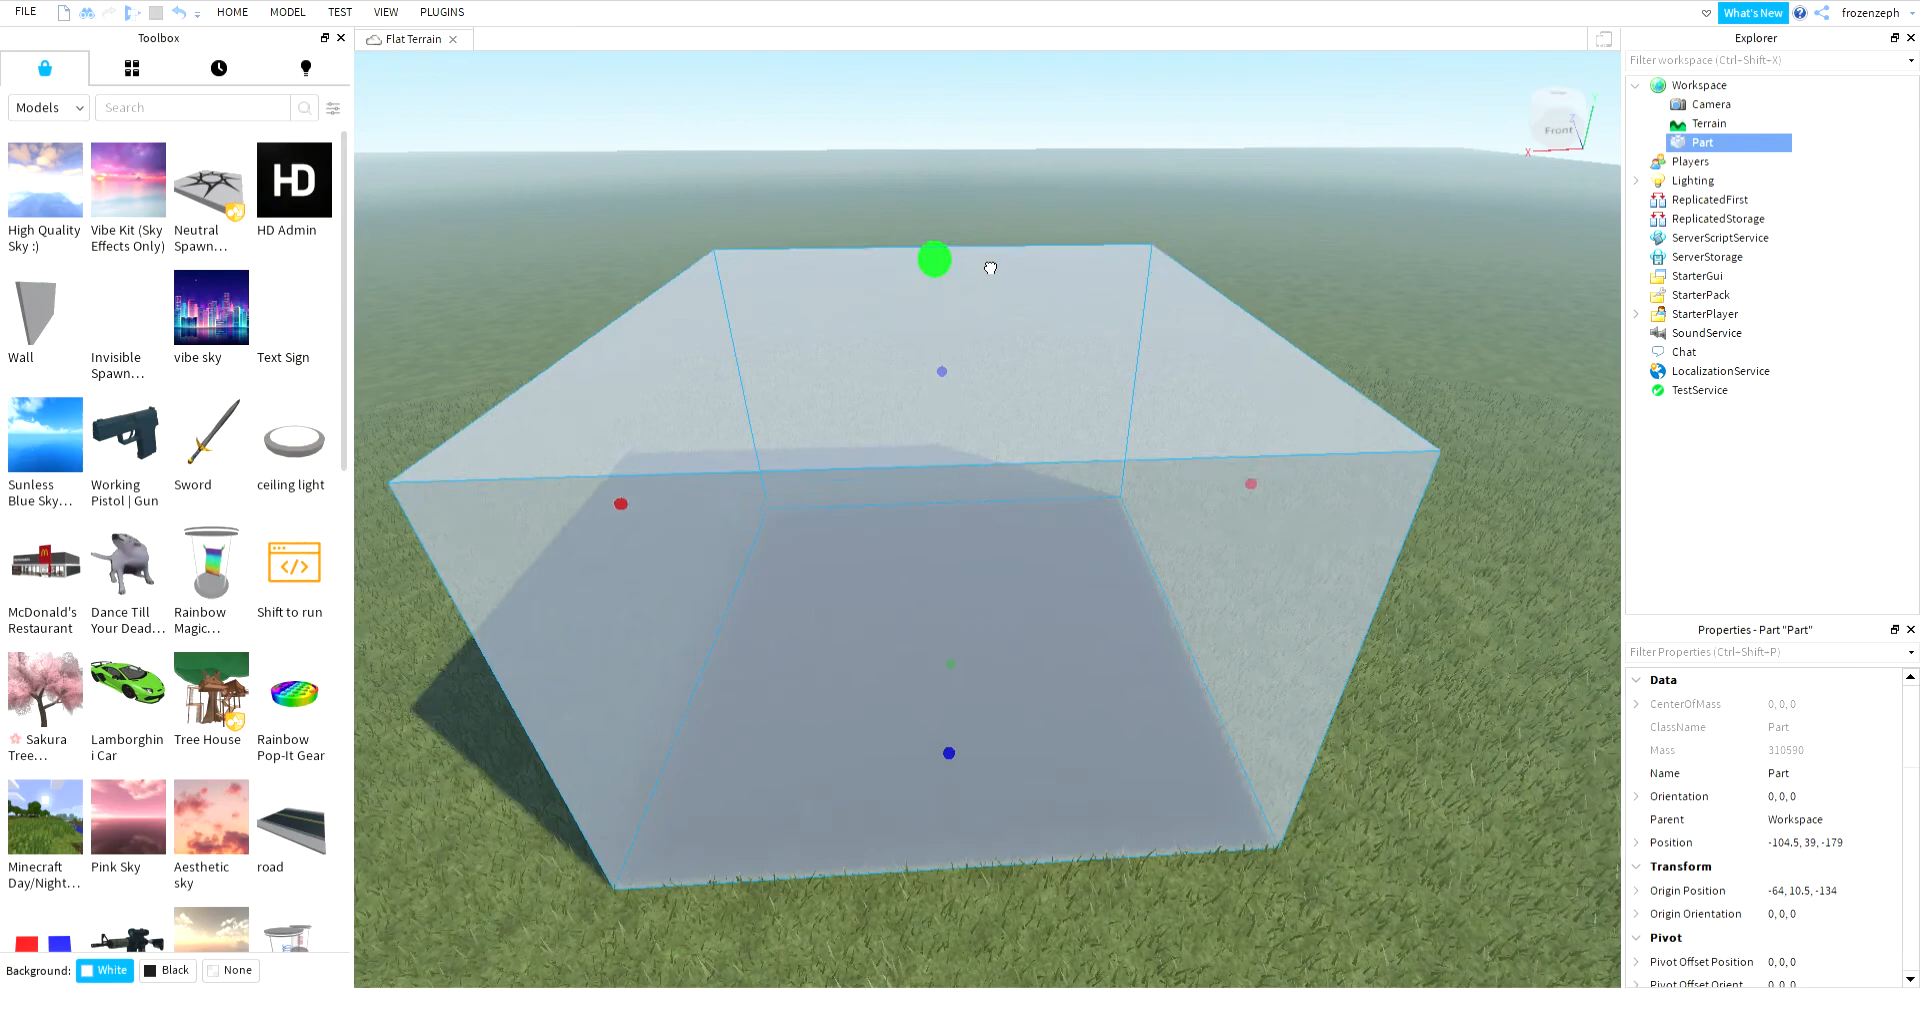 FILE
HOME
MODEL
TEST
VIEW
PLUGINS
What's New
frozenzeph
Toolbox
Models
Search
High Quality
Sky :)
Vibe Kit (Sky
Effects Only)
Neutral
Spawn...
HD
HD Admin
Wall
Invisible
Spawn...
vibe sky
Text Sign
Sunless
Blue Sky...
Working
Pistol | Gun
Sword
ceiling light
McDonald's
Restaurant
Dance Till
Your Dead...
Rainbow
Magic...
Shift to run
🌸 Sakura
Tree...
Lamborghin
i Car
Tree House
Rainbow
Pop-It Gear
Minecraft
Day/Night...
Pink Sky
Aesthetic
sky
road
Background:
White
Black
None
Flat Terrain
Front
X
Y
Z
Explorer
Filter workspace (Ctrl+Shift+X)
Workspace
Camera
Terrain
Part
Players
Lighting
ReplicatedFirst
ReplicatedStorage
ServerScriptService
ServerStorage
StarterGui
StarterPack
StarterPlayer
SoundService
Chat
LocalizationService
TestService
Properties - Part "Part"
Filter Properties (Ctrl+Shift+P)
Data
CenterOfMass 0, 0, 0
ClassName Part
Mass 310590
Name Part
Orientation 0, 0, 0
Parent Workspace
Position -104.5, 39, -179
Transform
Origin Position -64, 10.5, -134
Origin Orientation 0, 0, 0
Pivot
Pivot Offset Position 0, 0, 0
Pivot Offset Orient... 0, 0, 0